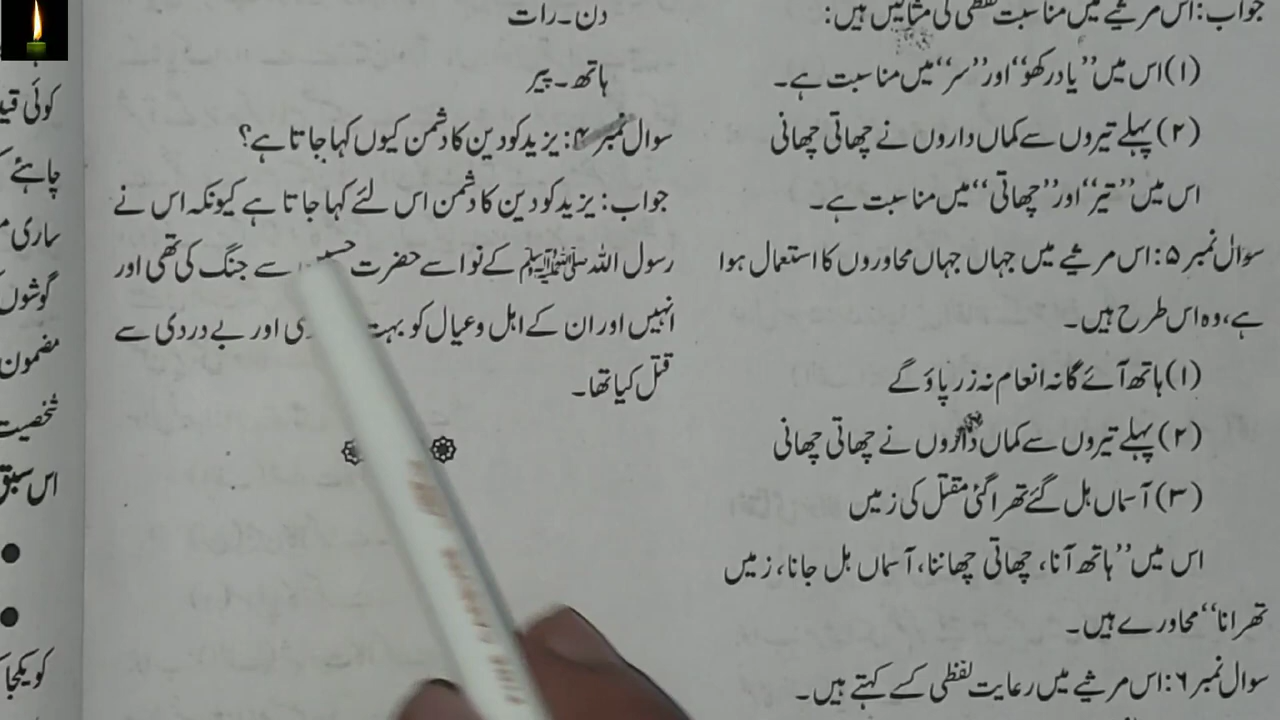 جواب: اس مرثیے میں مناسبت لفظی کی مثالیں ہیں:
(۱) اس میں ’’یاد رکھو‘‘ اور ’’سر‘‘ میں مناسبت ہے۔
(۲) پہلے تیروں سے کماں داروں نے چھاتی چھانی
اس میں ’’تیر‘‘ اور ’’چھاتی‘‘ میں مناسبت ہے۔
سوال نمبر ۵: اس مرثیے میں جہاں جہاں محاوروں کا استعمال ہوا
ہے، وہ اس طرح ہیں۔
(۱) ہاتھ آئے گا نہ انعام نہ زر پاؤ گے
(۲) پہلے تیروں سے کماں داروں نے چھاتی چھانی
(۳) آسماں ہل گئے تھرا گئی مقتل کی زمیں
اس میں ’’ہاتھ آنا، چھاتی چھاننا، آسماں ہل جانا، زمیں
تھرانا‘‘ محاورے ہیں۔
سوال نمبر ۶: اس مرثیے میں رعایت لفظی کسے کہتے ہیں۔
دن۔ رات
ہاتھ۔ پیر
سوال نمبر ۴: یزید کو دین کا دشمن کیوں کہا جاتا ہے؟
جواب: یزید کو دین کا دشمن اس لئے کہا جاتا ہے کیونکہ اس نے
رسول اللہ ﷺ کے نواسے حضرت حسین سے جنگ کی تھی اور
انہیں اور ان کے اہل و عیال کو بہت اور بے دردی سے
قتل کیا تھا۔
کوئی
چاہئے
ساری
گوشوں
مضمون
شخصیت
اس سبق
کو یکجا